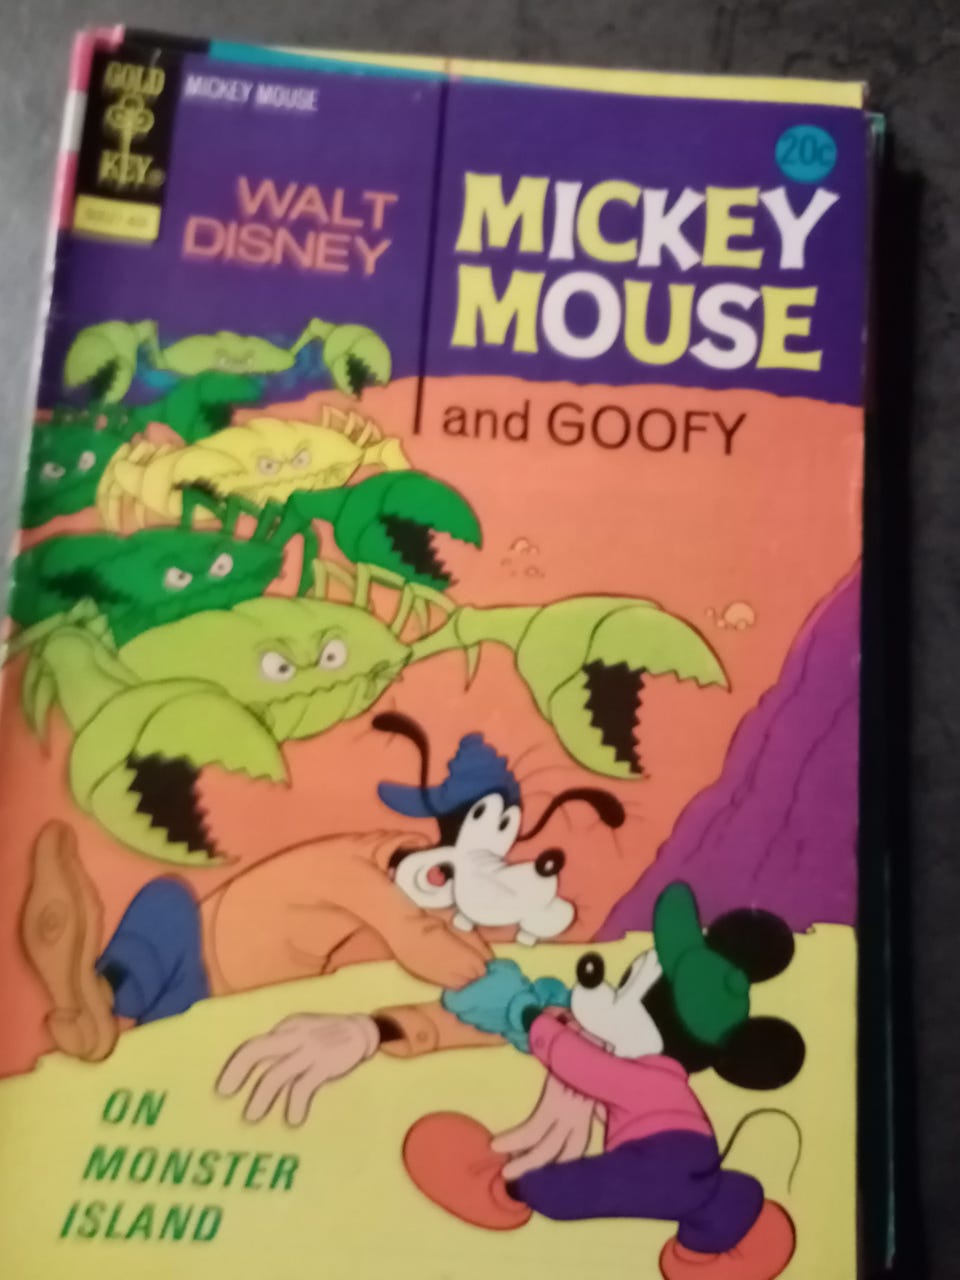 GOLD
KEY®
MICKEY MOUSE
20¢
WALT
DISNEY
MICKEY
MOUSE
and GOOFY
ON
MONSTER
ISLAND